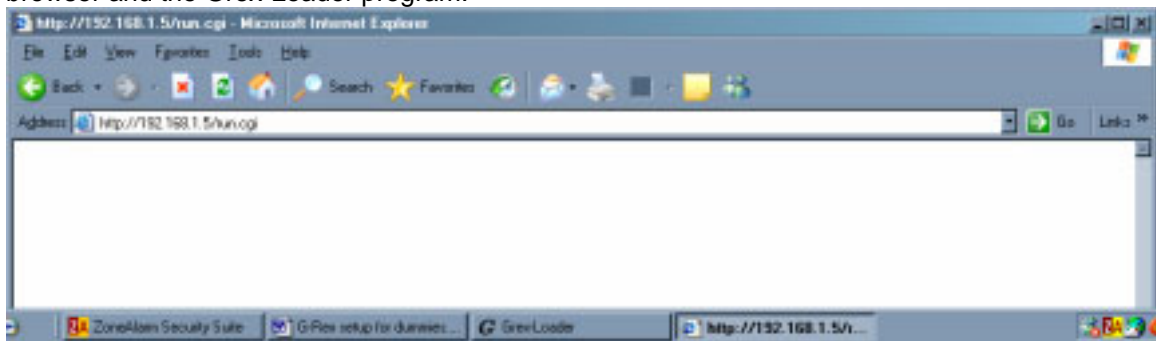 browser and the Grex Loader program.
http://192.168.1.5/run.cgi - Microsoft Internet Explorer
File Edit View Favorites Tools Help
Back Search Favorites
Address http://192.168.1.5/run.cgi Go Links »
ZoneAlarm Security Suite G-Rex setup for dummies... GrexLoader http://192.168.1.5/r...